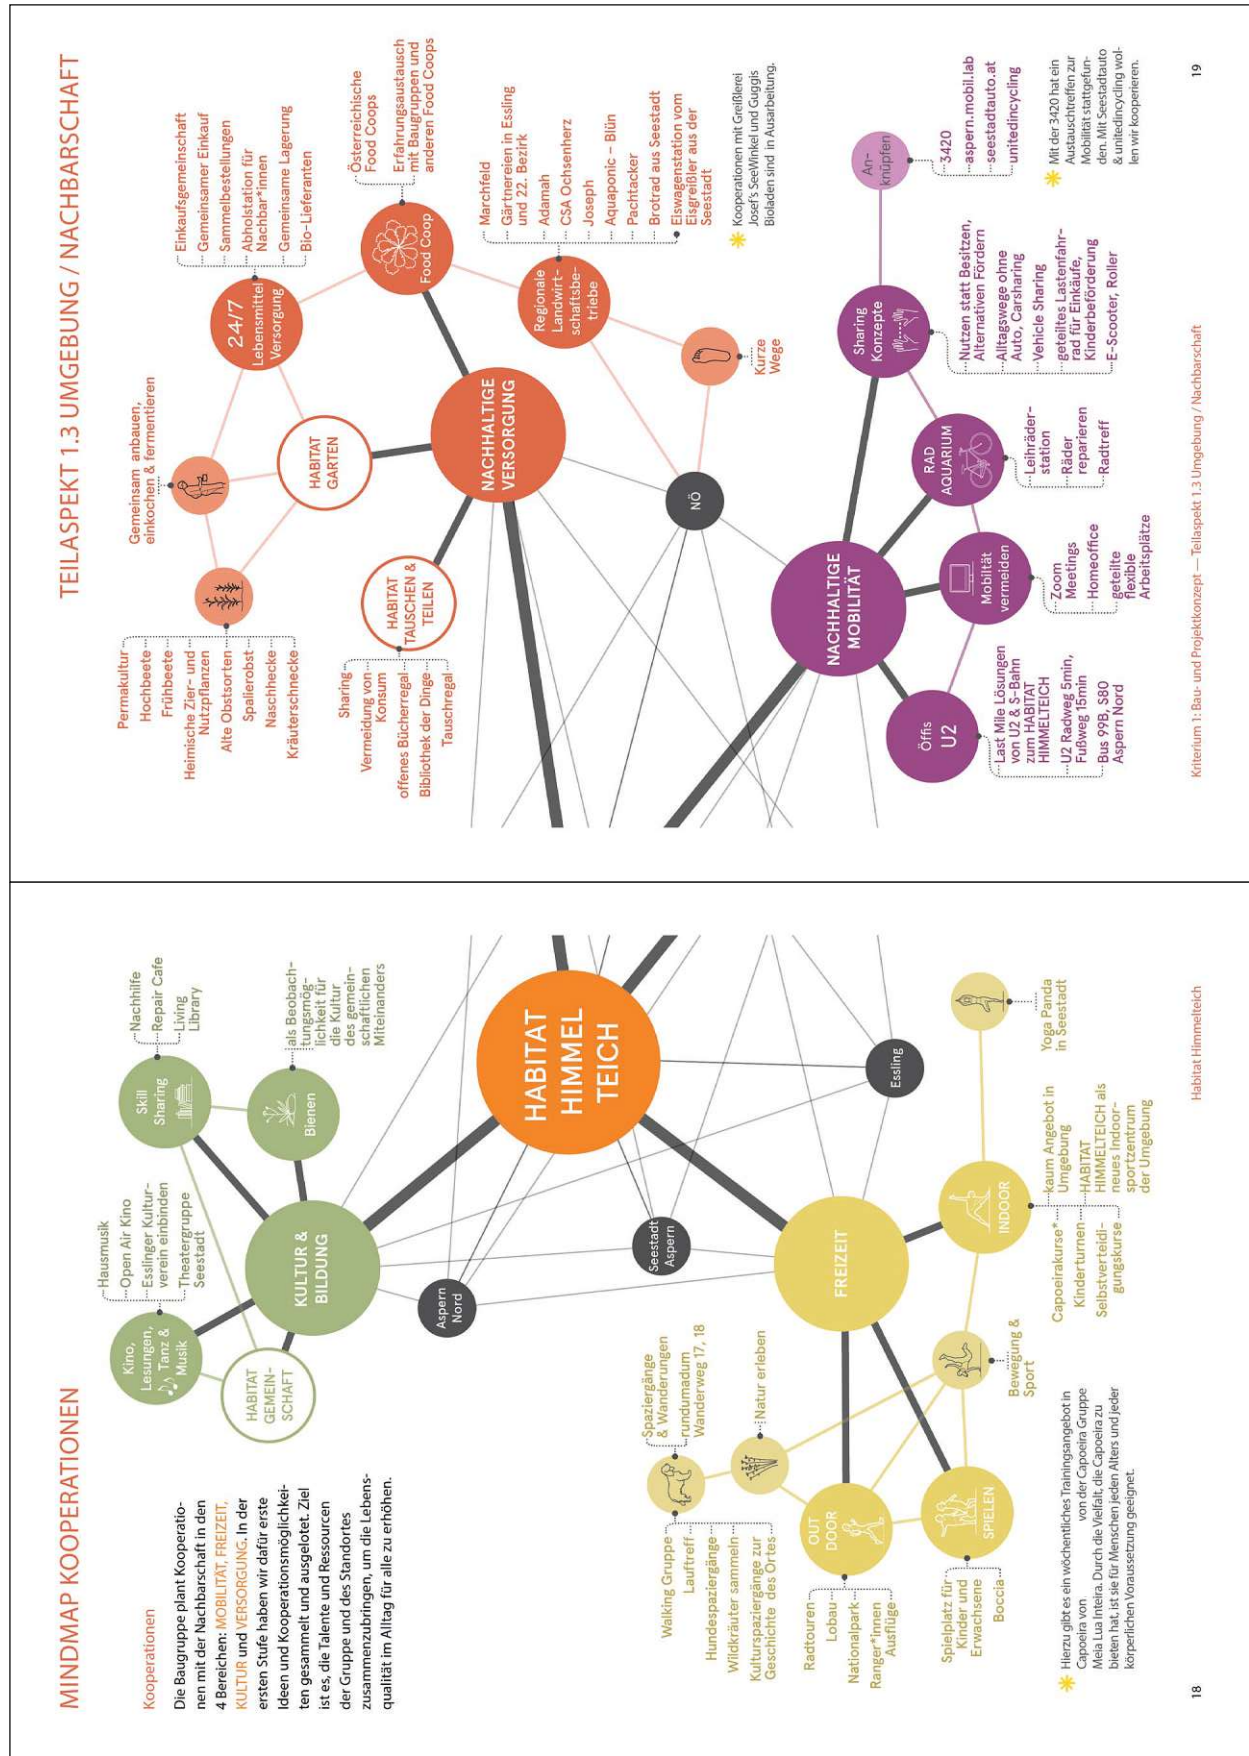 MINDMAP KOOPERATIONEN
Kooperationen
Die Baugruppe plant Kooperatio-
nen mit der Nachbarschaft in den
4 Bereichen: MOBILITÄT, FREIZEIT,
KULTUR und VERSORGUNG. In der
ersten Stufe haben wir dafür erste
Ideen und Kooperationsmöglichkei-
ten gesammelt und ausgelotet. Ziel
ist es, die Talente und Ressourcen
der Gruppe und des Standortes
zusammenzubringen, um die Lebens-
qualität im Alltag für alle zu erhöhen.
Kino,
Lesungen,
Tanz &
Musik
Hausmusik
Open Air Kino
Esslinger Kultur-
verein einbinden
Theatergruppe
Seestadt
HABITAT
GEMEIN-
SCHAFT
Skill
Sharing
Nachhilfe
Repair Cafe
Living
Library
Bienen
als Beobach-
tungsmög-
lichkeit für
die Kultur
des gemein-
schaftlichen
Miteinanders
KULTUR &
BILDUNG
Aspern
Nord
HABITAT
HIMMEL
TEICH
Seestadt
Aspern
Essling
FREIZEIT
Walking Gruppe
Lauftreff
Hundespaziergänge
Wildkräuter sammeln
Kulturspaziergänge zur
Geschichte des Ortes
Spaziergänge
& Wanderungen
rundumadum
Wanderweg 17, 18
Natur erleben
OUT
DOOR
Radtouren
Lobau
Nationalpark
Ranger*innen
Ausflüge
SPIELEN
Spielplatz für
Kinder und
Erwachsene
Boccia
Bewegung &
Sport
INDOOR
Capoeirakurse*
Kinderturnen
Selbstverteidi-
gungskurse
kaum Angebot in
Umgebung
HABITAT
HIMMELTEICH als
neues Indoor-
sportzentrum
der Umgebung
Yoga Panda
in Seestadt
Hierzu gibt es ein wöchentliches Trainingsangebot in
Capoeira von von der Capoeira Gruppe
Meia Lua Inteira. Durch die Vielfalt, die Capoeira zu
bieten hat, ist sie für Menschen jeden Alters und jeder
körperlichen Voraussetzung geeignet.
18
Habitat Himmelteich
TEILASPEKT 1.3 UMGEBUNG / NACHBARSCHAFT
Permakultur
Hochbeete
Frühbeete
Heimische Zier- und
Nutzpflanzen
Alte Obstsorten
Spalierobst
Naschhecke
Kräuterschnecke
Gemeinsam anbauen,
einkochen & fermentieren
24/7
Lebensmittel
Versorgung
Einkaufsgemeinschaft
Gemeinsamer Einkauf
Sammelbestellungen
Abholstation für
Nachbar*innen
Gemeinsame Lagerung
Bio-Lieferanten
HABITAT
GARTEN
Food Coop
Österreichische
Food Coops
Erfahrungsaustausch
mit Baugruppen und
anderen Food Coops
HABITAT
TAUSCHEN &
TEILEN
Sharing
Vermeidung von
Konsum
offenes Bücherregal
Bibliothek der Dinge
Tauschregal
NACHHALTIGE
VERSORGUNG
Regionale
Landwirt-
schaftsbe-
triebe
Marchfeld
Gärtnereien in Essling
und 22. Bezirk
Adamah
CSA Ochsenherz
Joseph
Aquaponic – Blün
Pachtacker
Brotrad aus Seestadt
Eiswagenstation vom
Eisgreißler aus der
Seestadt
Kooperationen mit Greißlerei
Josef's SeeWinkel und Guggis
Bioladen sind in Ausarbeitung.
Kurze
Wege
NÖ
NACHHALTIGE
MOBILITÄT
Öffis
U2
Last Mile Lösungen
von U2 & S-Bahn
zum HABITAT
HIMMELTEICH
U2 Radweg 5min,
Fußweg 15min
Bus 99B, S80
Aspern Nord
Mobiltät
vermeiden
Zoom
Meetings
Homeoffice
geteilte
flexible
Arbeitsplätze
RAD
AQUARIUM
Leihräder-
station
Räder
reparieren
Radtreff
Sharing
Konzepte
Nutzen statt Besitzen,
Alternativen Fördern
Alltagswege ohne
Auto, Carsharing
Vehicle Sharing
geteiltes Lastenfahr-
rad für Einkäufe,
Kinderbeförderung
E-Scooter, Roller
An-
knüpfen
3420
aspern.mobil.lab
seestadtauto.at
unitedincycling
Mit der 3420 hat ein
Austauschtreffen zur
Mobilität stattgefun-
den. Mit Seestadtauto
& unitedincycling wol-
len wir kooperieren.
Kriterium 1: Bau- und Projektkonzept — Teilaspekt 1.3 Umgebung / Nachbarschaft
19